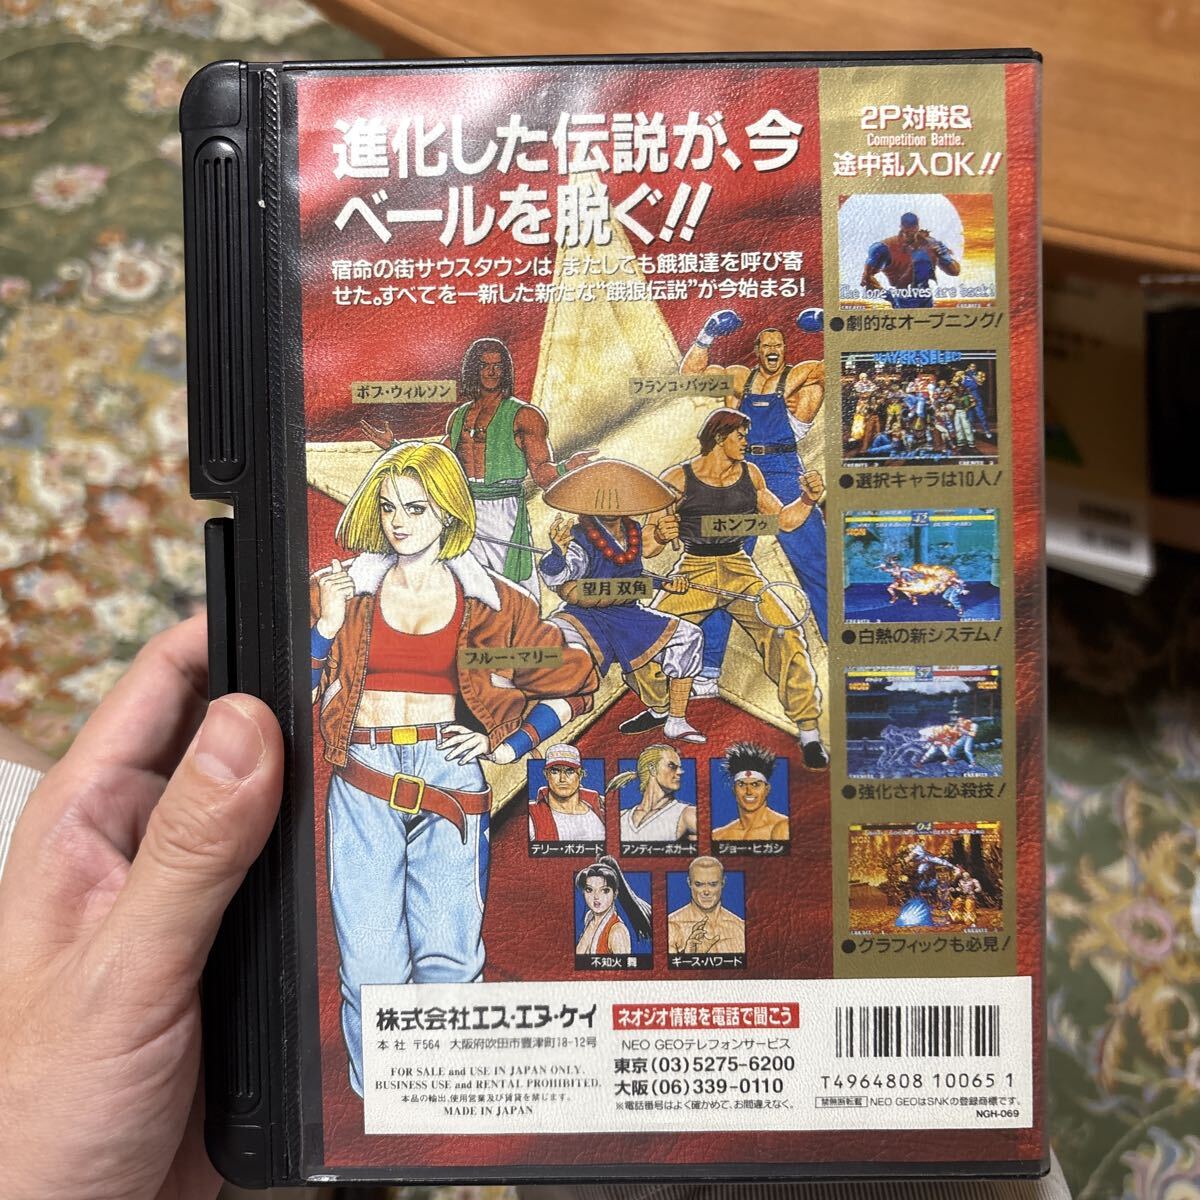 進化した伝説が、今
ベールを脱ぐ!!
宿命の街サウスタウンは、またしても餓狼達を呼び寄
せた。すべてを一新した新たな"餓狼伝説"が今始まる!
2P対戦&
Competition Battle.
途中乱入OK!!
The lone wolves are back!
●劇的なオープニング!
PLAYER SELECT
●選択キャラは10人!
●白熱の新システム!
●強化された必殺技!
●グラフィックも必見!
ボブ・ウィルソン
フランコ・バッシュ
ホンフゥ
望月 双角
ブルー・マリー
テリー・ボガード
アンディー・ボガード
ジョー・ヒガシ
不知火 舞
ギース・ハワード
株式会社エス・エヌ・ケイ
本 社 〒564 大阪府吹田市豊津町18-12号
FOR SALE and USE IN JAPAN ONLY.
BUSINESS USE and RENTAL PROHIBITED.
本品の輸出、使用営業及び賃貸を禁じます。
MADE IN JAPAN
ネオジオ情報を電話で聞こう
NEO GEOテレフォンサービス
東京(03)5275-6200
大阪(06)339-0110
※電話番号はよく確かめて、お間違えなく。
T4964808 10065 1
禁無断転載 NEO GEOはSNKの登録商標です。
NGH-069